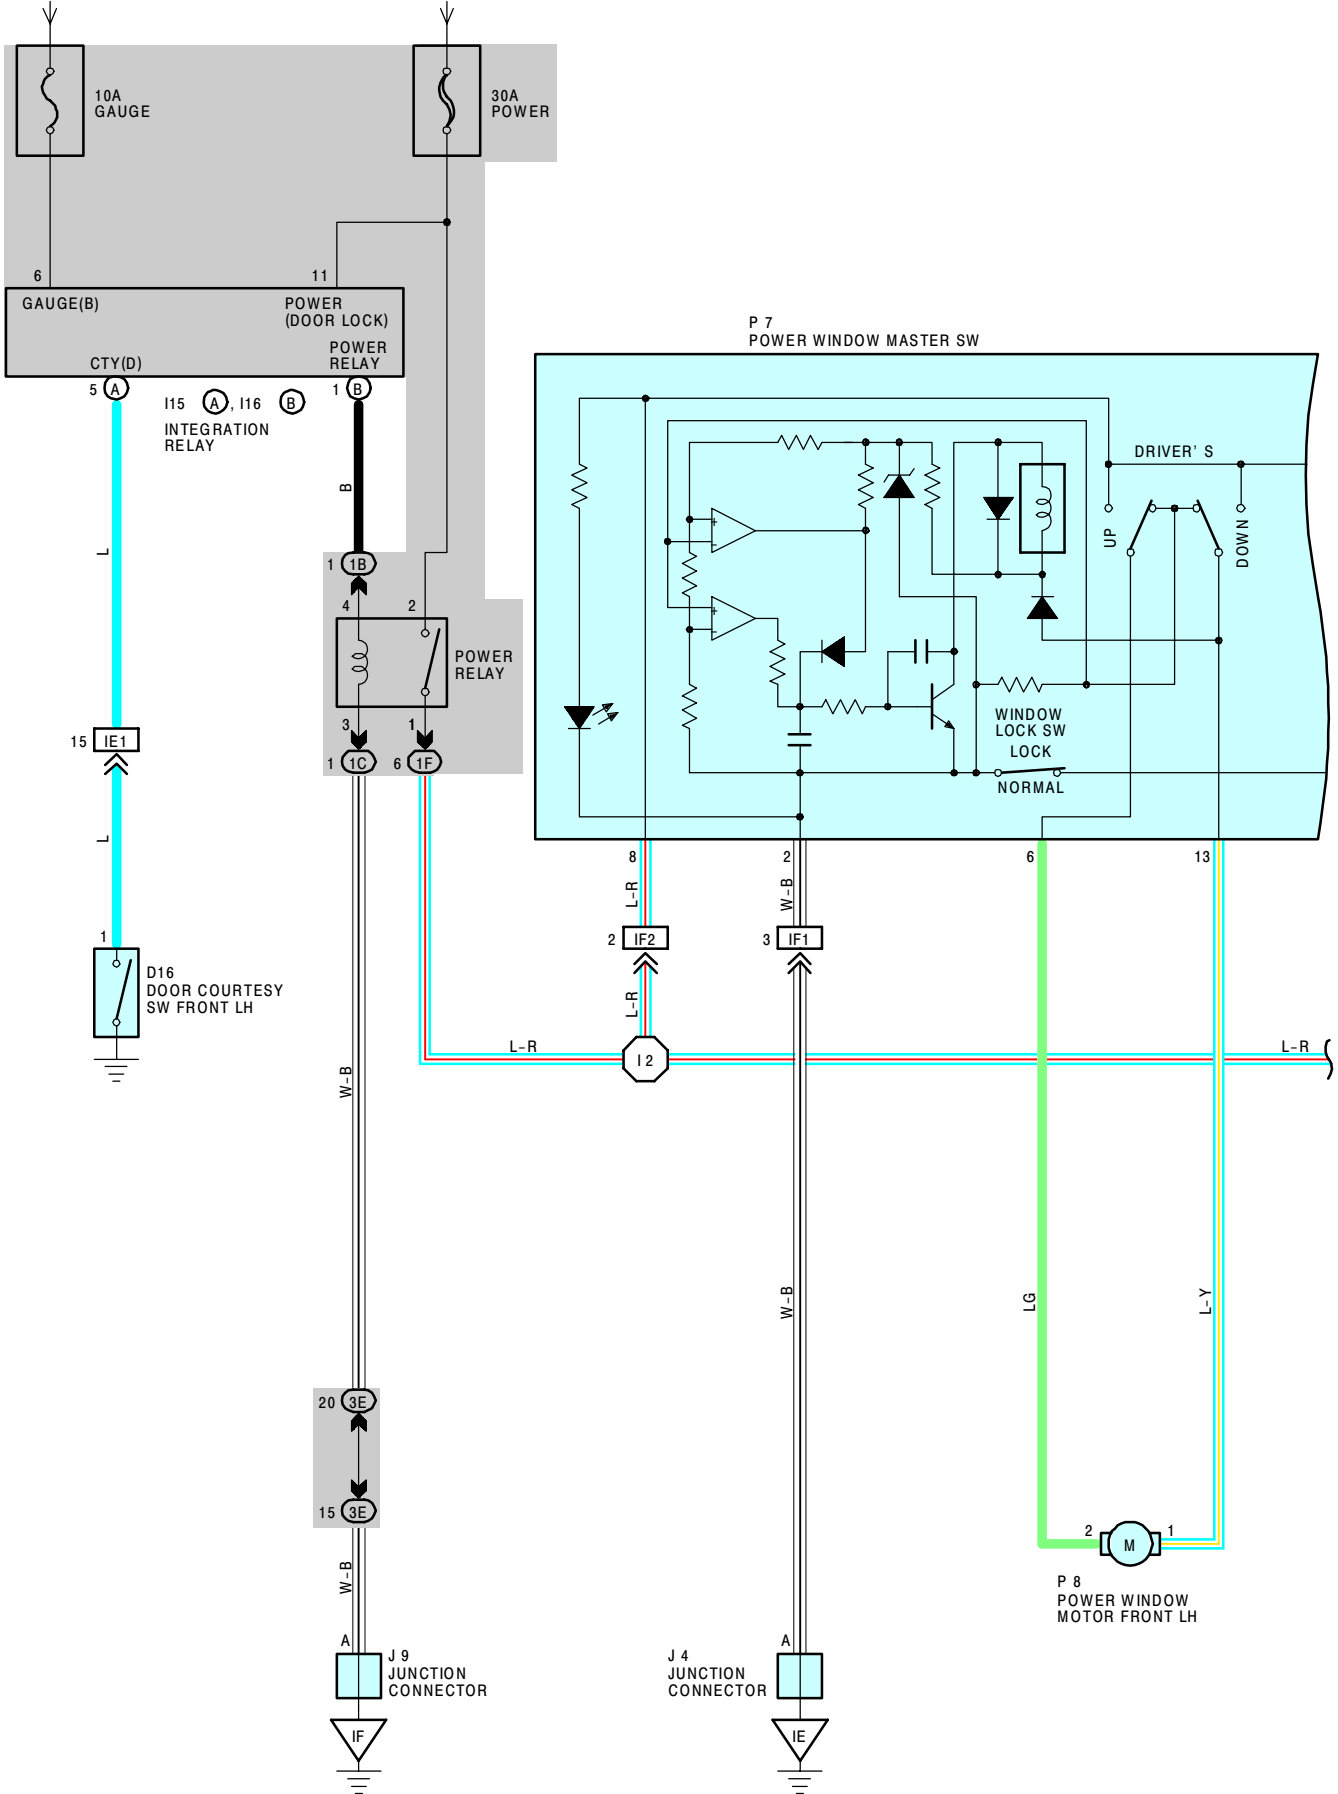 10A
GAUGE
30A
POWER
6
11
GAUGE(B)
POWER
(DOOR LOCK)
POWER
RELAY
CTY(D)
5 A
1 B
I15 A, I16 B
INTEGRATION
RELAY
P 7
POWER WINDOW MASTER SW
DRIVER' S
UP
DOWN
+
-
+
-
WINDOW
LOCK SW
LOCK
NORMAL
L
B
1 1B
4
2
POWER
RELAY
3
1
1 1C
6 1F
15 IE1
L
8
2
6
13
L-R
W-B
2 IF2
3 IF1
1
D16
DOOR COURTESY
SW FRONT LH
L-R
L-R
I 2
L-R
W-B
W-B
LG
L-Y
20 3E
15 3E
W-B
2
M
1
P 8
POWER WINDOW
MOTOR FRONT LH
A
J 9
JUNCTION
CONNECTOR
IF
A
J 4
JUNCTION
CONNECTOR
IE